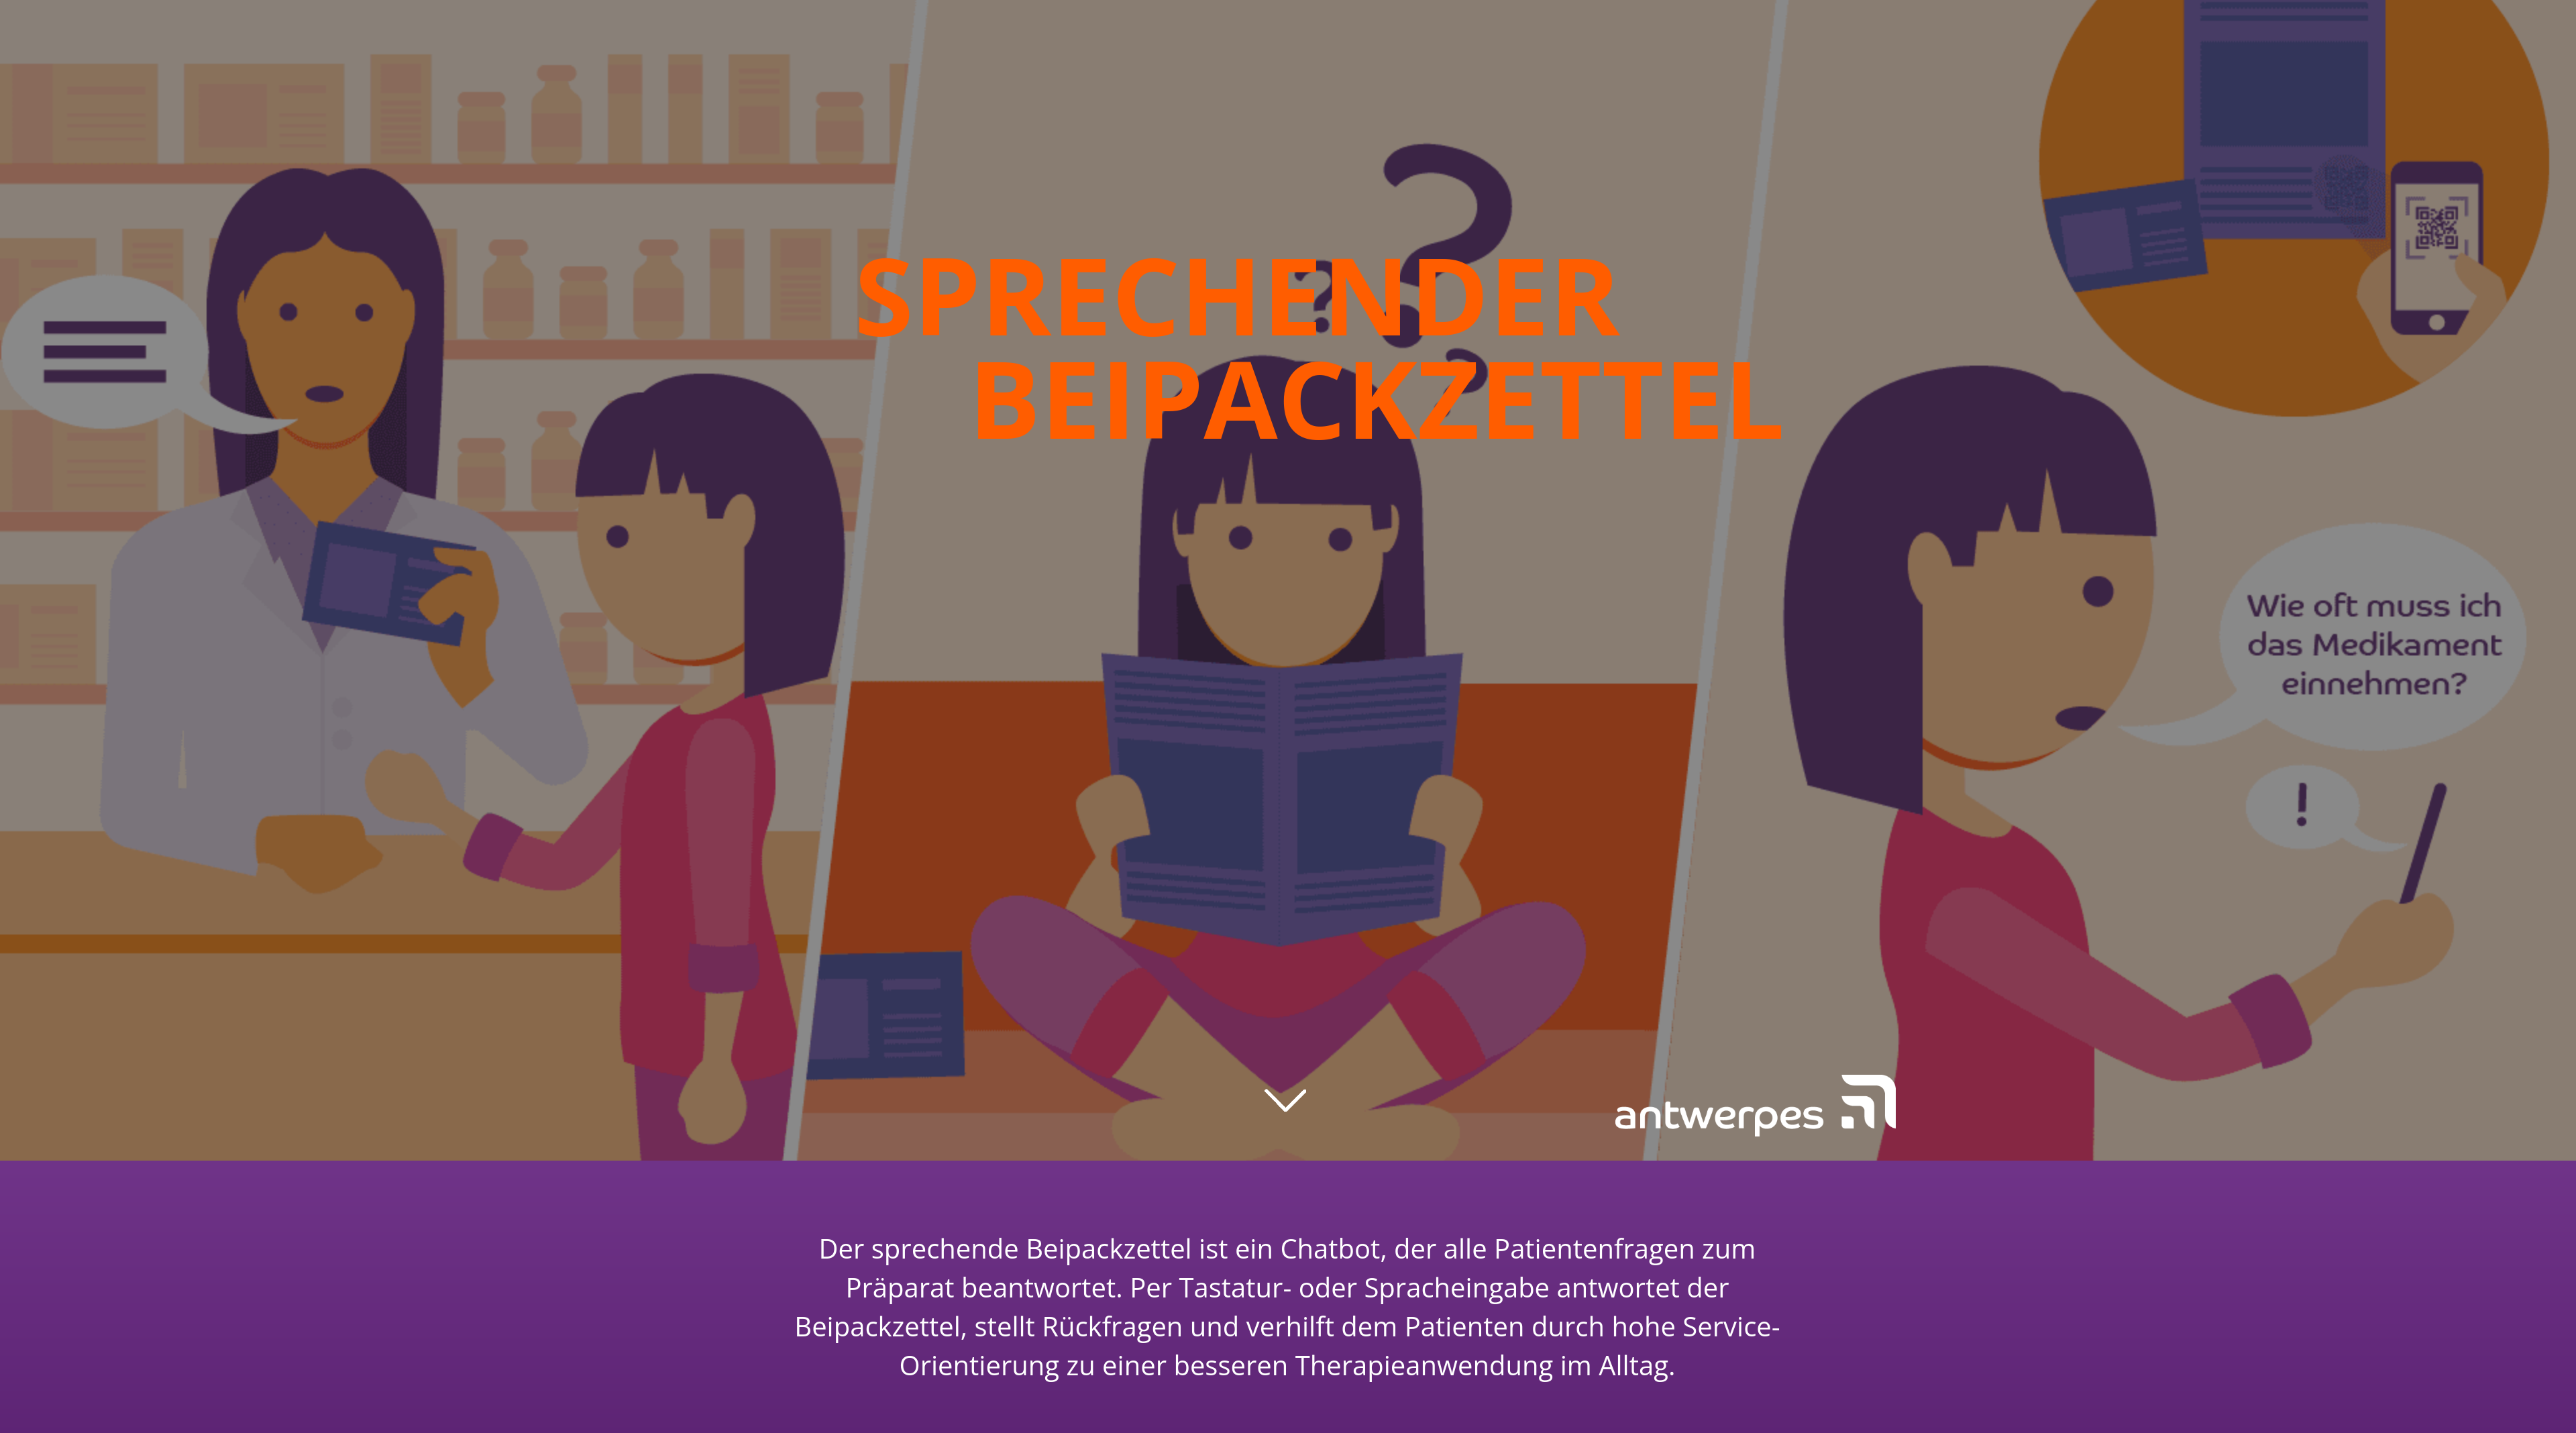 SPRECHENDER
BEIPACKZETTEL
Wie oft muss ich
das Medikament
einnehmen?
!
antwerpes
Der sprechende Beipackzettel ist ein Chatbot, der alle Patientenfragen zum
Präparat beantwortet. Per Tastatur- oder Spracheingabe antwortet der
Beipackzettel, stellt Rückfragen und verhilft dem Patienten durch hohe Service-
Orientierung zu einer besseren Therapieanwendung im Alltag.